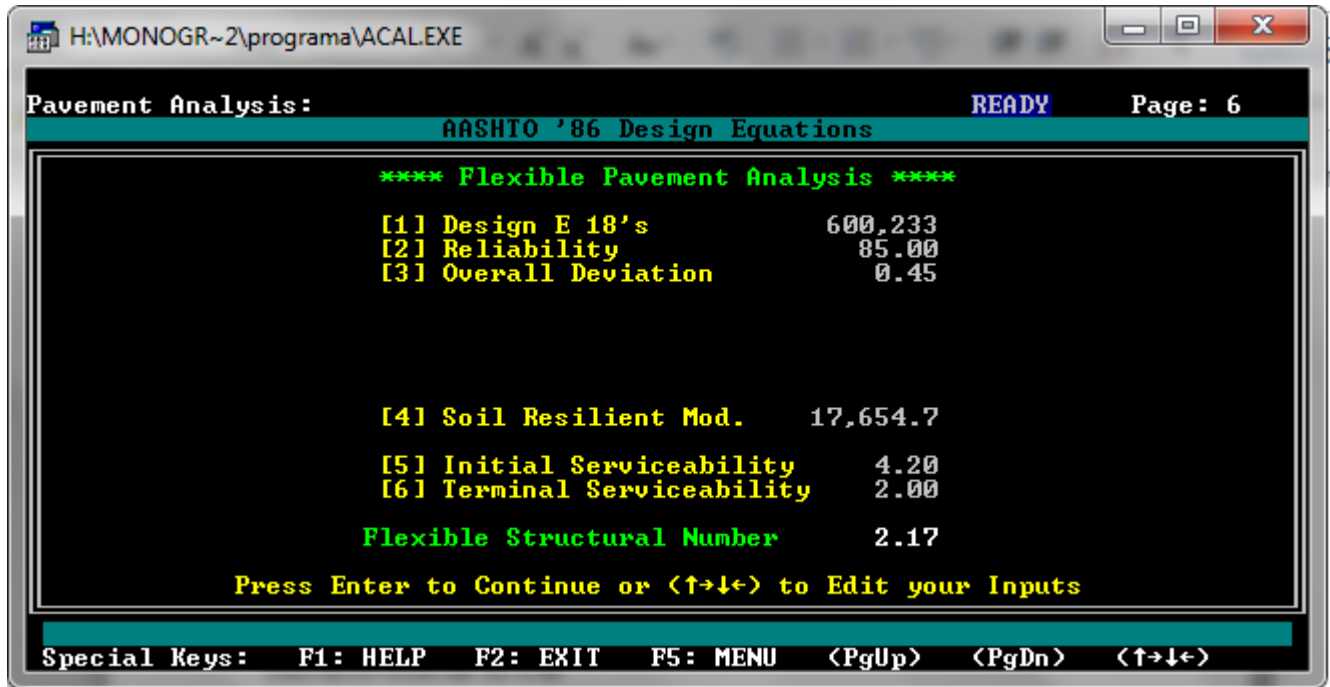 H:\MONOGR~2\programa\ACAL.EXE
Pavement Analysis: READY Page: 6
AASHTO '86 Design Equations
**** Flexible Pavement Analysis ****
[1] Design E 18's 600,233
[2] Reliability 85.00
[3] Overall Deviation 0.45
[4] Soil Resilient Mod. 17,654.7
[5] Initial Serviceability 4.20
[6] Terminal Serviceability 2.00
Flexible Structural Number 2.17
Press Enter to Continue or (↑→↓←) to Edit your Inputs
Special Keys: F1: HELP F2: EXIT F5: MENU (PgUp) (PgDn) (↑→↓←)